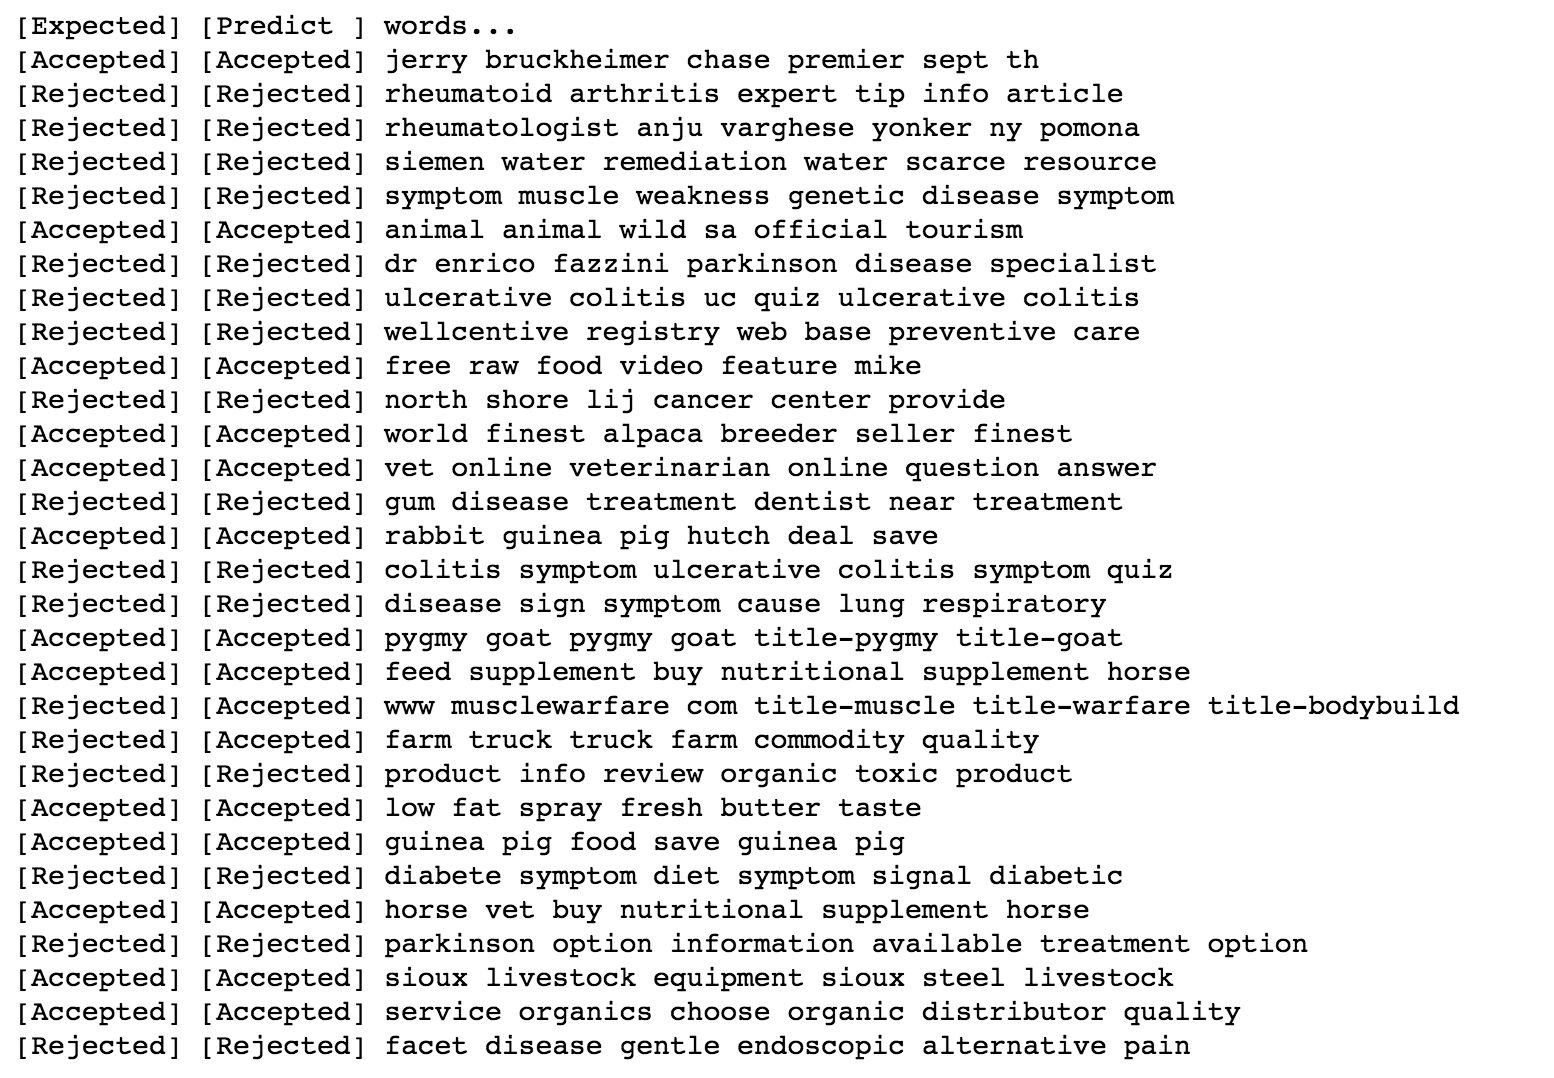 [Expected] [Predict ] words...
[Accepted] [Accepted] jerry bruckheimer chase premier sept th
[Rejected] [Rejected] rheumatoid arthritis expert tip info article
[Rejected] [Rejected] rheumatologist anju varghese yonker ny pomona
[Rejected] [Rejected] siemen water remediation water scarce resource
[Rejected] [Rejected] symptom muscle weakness genetic disease symptom
[Accepted] [Accepted] animal animal wild sa official tourism
[Rejected] [Rejected] dr enrico fazzini parkinson disease specialist
[Rejected] [Rejected] ulcerative colitis uc quiz ulcerative colitis
[Rejected] [Rejected] wellcentive registry web base preventive care
[Accepted] [Accepted] free raw food video feature mike
[Rejected] [Rejected] north shore lij cancer center provide
[Accepted] [Accepted] world finest alpaca breeder seller finest
[Accepted] [Accepted] vet online veterinarian online question answer
[Rejected] [Rejected] gum disease treatment dentist near treatment
[Accepted] [Accepted] rabbit guinea pig hutch deal save
[Rejected] [Rejected] colitis symptom ulcerative colitis symptom quiz
[Rejected] [Rejected] disease sign symptom cause lung respiratory
[Accepted] [Accepted] pygmy goat pygmy goat title-pygmy title-goat
[Accepted] [Accepted] feed supplement buy nutritional supplement horse
[Rejected] [Accepted] www musclewarfare com title-muscle title-warfare title-bodybuild
[Rejected] [Accepted] farm truck truck farm commodity quality
[Rejected] [Rejected] product info review organic toxic product
[Accepted] [Accepted] low fat spray fresh butter taste
[Accepted] [Accepted] guinea pig food save guinea pig
[Rejected] [Rejected] diabete symptom diet symptom signal diabetic
[Accepted] [Accepted] horse vet buy nutritional supplement horse
[Rejected] [Rejected] parkinson option information available treatment option
[Accepted] [Accepted] sioux livestock equipment sioux steel livestock
[Accepted] [Accepted] service organics choose organic distributor quality
[Rejected] [Rejected] facet disease gentle endoscopic alternative pain